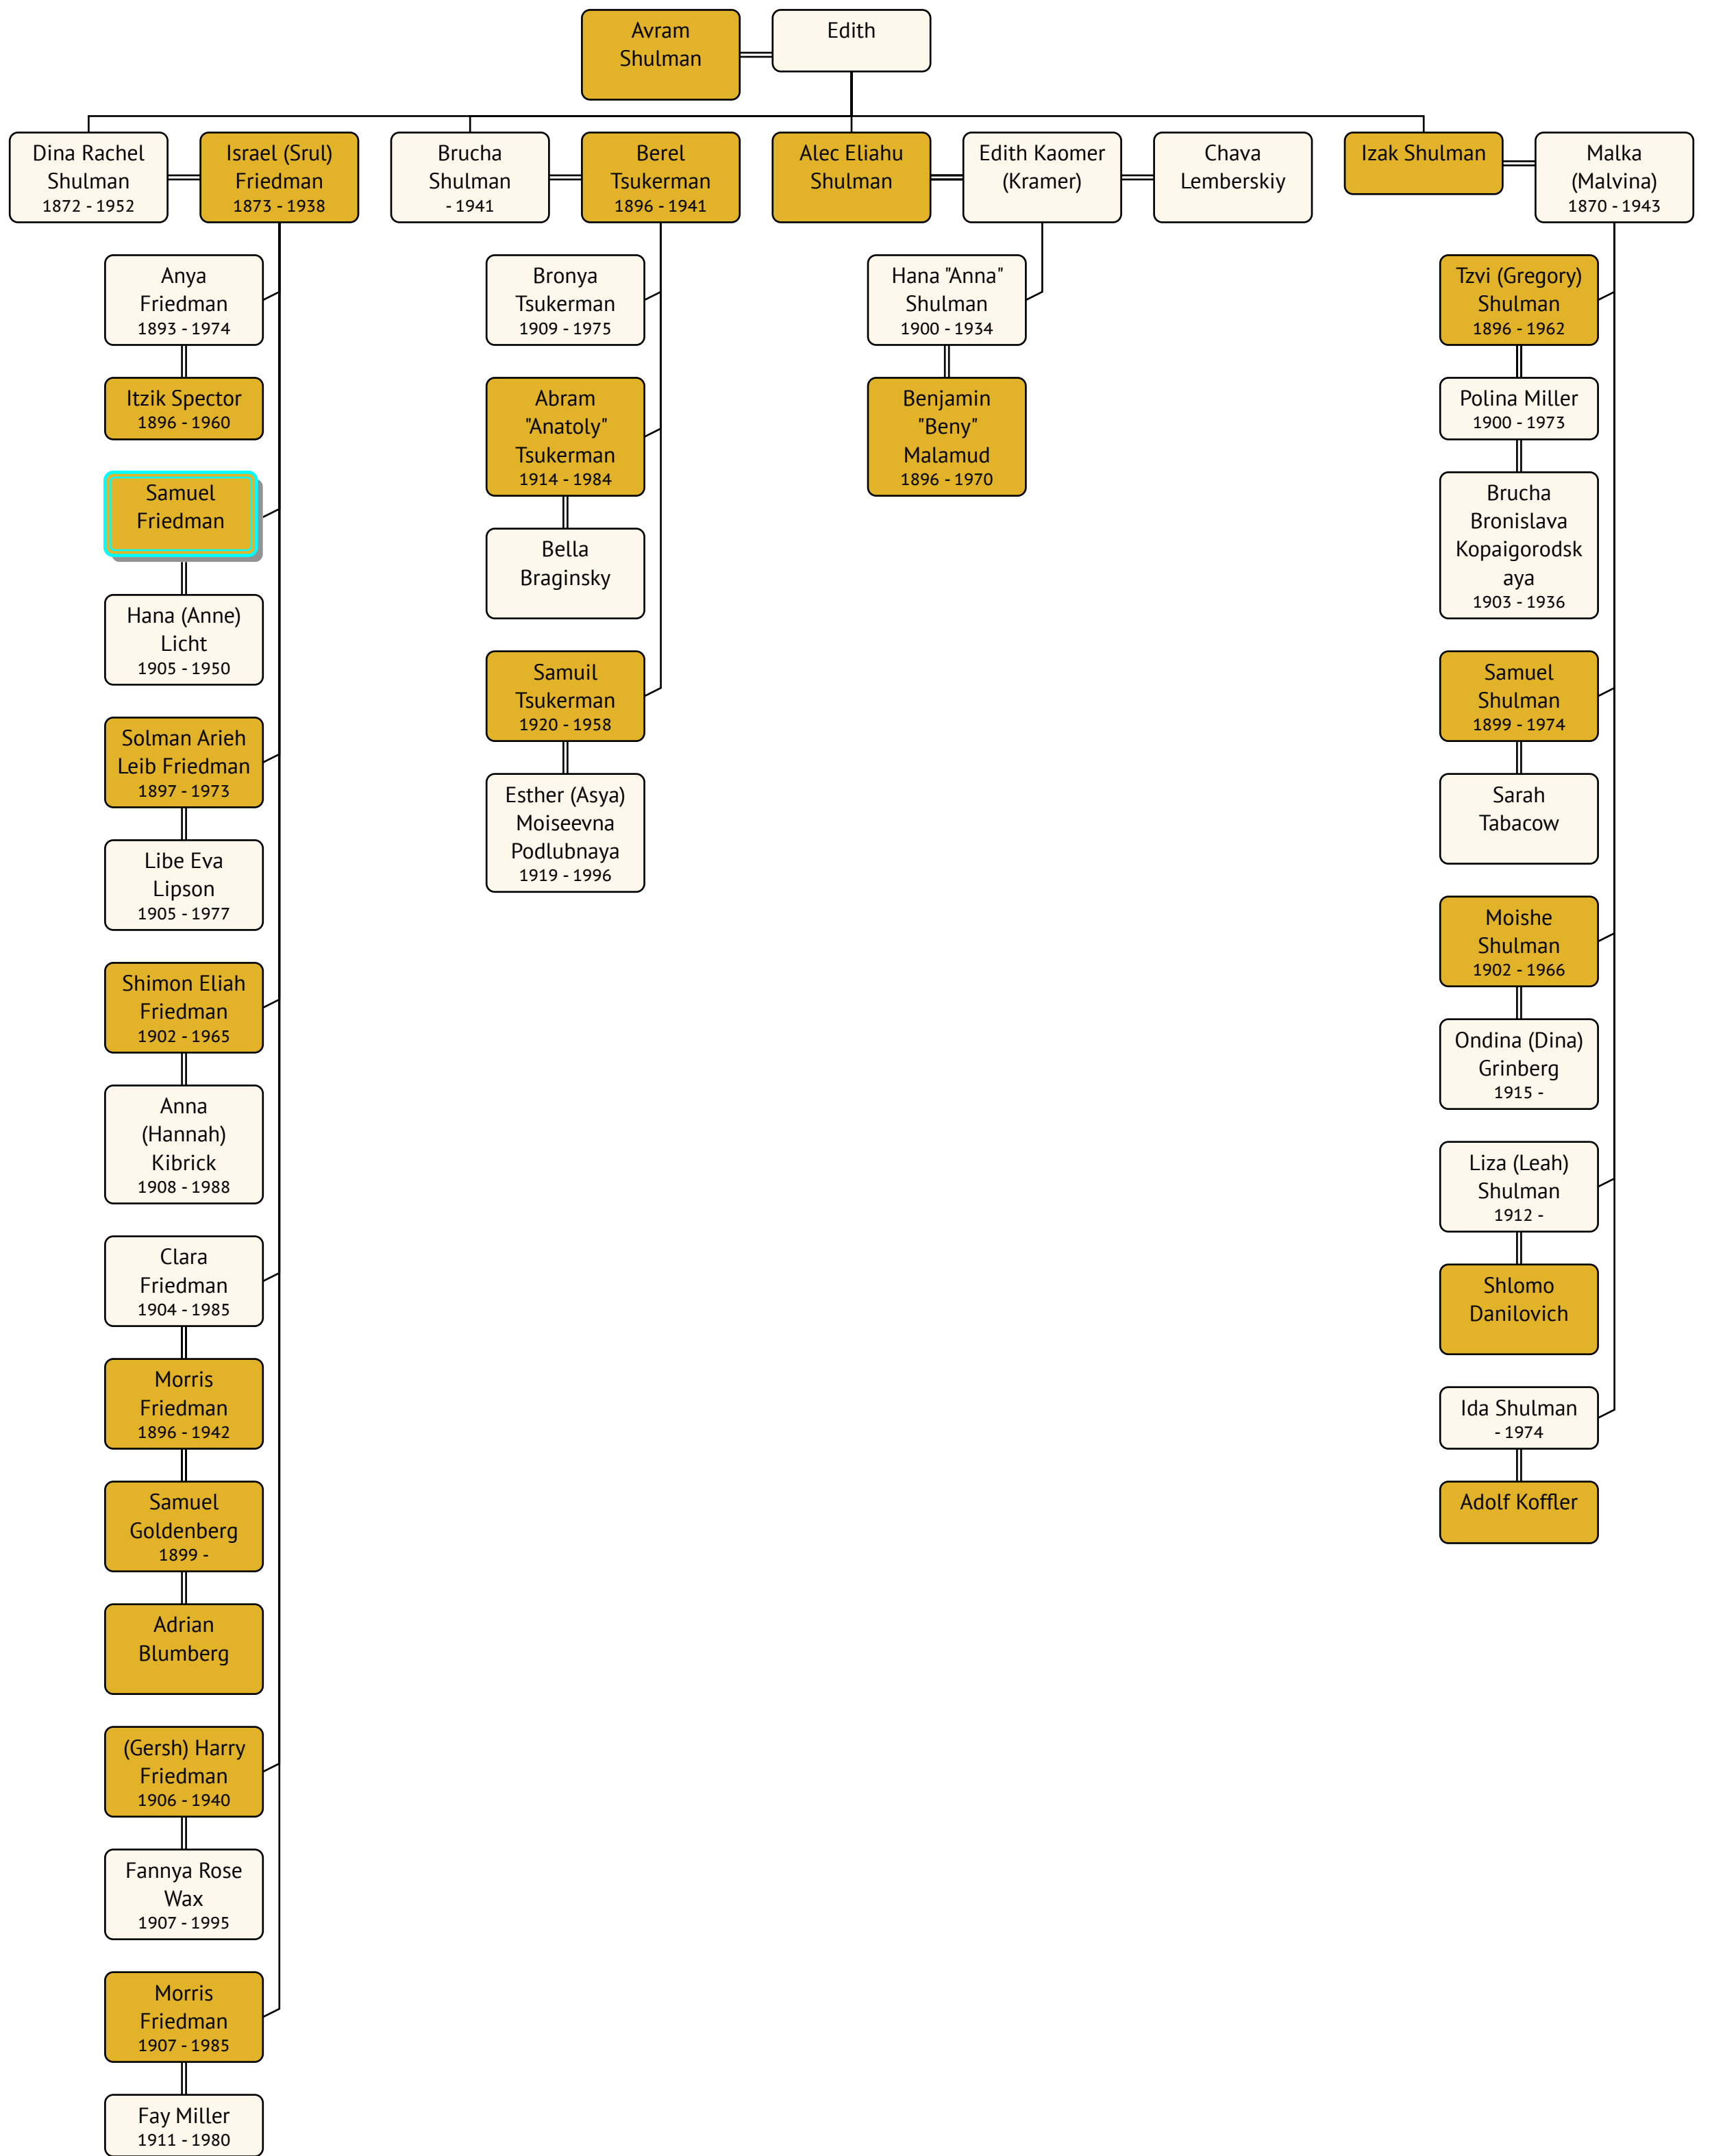 Avram
Shulman
Edith
Dina Rachel
Shulman
1872 - 1952
Israel (Srul)
Friedman
1873 - 1938
Brucha
Shulman
- 1941
Berel
Tsukerman
1896 - 1941
Alec Eliahu
Shulman
Edith Kaomer
(Kramer)
Chava
Lemberskiy
Izak Shulman
Malka
(Malvina)
1870 - 1943
Anya
Friedman
1893 - 1974
Itzik Spector
1896 - 1960
Samuel
Friedman
Hana (Anne)
Licht
1905 - 1950
Solman Arieh
Leib Friedman
1897 - 1973
Libe Eva
Lipson
1905 - 1977
Shimon Eliah
Friedman
1902 - 1965
Anna
(Hannah)
Kibrick
1908 - 1988
Clara
Friedman
1904 - 1985
Morris
Friedman
1896 - 1942
Samuel
Goldenberg
1899 -
Adrian
Blumberg
(Gersh) Harry
Friedman
1906 - 1940
Fannya Rose
Wax
1907 - 1995
Morris
Friedman
1907 - 1985
Fay Miller
1911 - 1980
Bronya
Tsukerman
1909 - 1975
Abram
"Anatoly"
Tsukerman
1914 - 1984
Bella
Braginsky
Samuil
Tsukerman
1920 - 1958
Esther (Asya)
Moiseevna
Podlubnaya
1919 - 1996
Hana "Anna"
Shulman
1900 - 1934
Benjamin
"Beny"
Malamud
1896 - 1970
Tzvi (Gregory)
Shulman
1896 - 1962
Polina Miller
1900 - 1973
Brucha
Bronislava
Kopaigorodsk
aya
1903 - 1936
Samuel
Shulman
1899 - 1974
Sarah
Tabacow
Moishe
Shulman
1902 - 1966
Ondina (Dina)
Grinberg
1915 -
Liza (Leah)
Shulman
1912 -
Shlomo
Danilovich
Ida Shulman
- 1974
Adolf Koffler